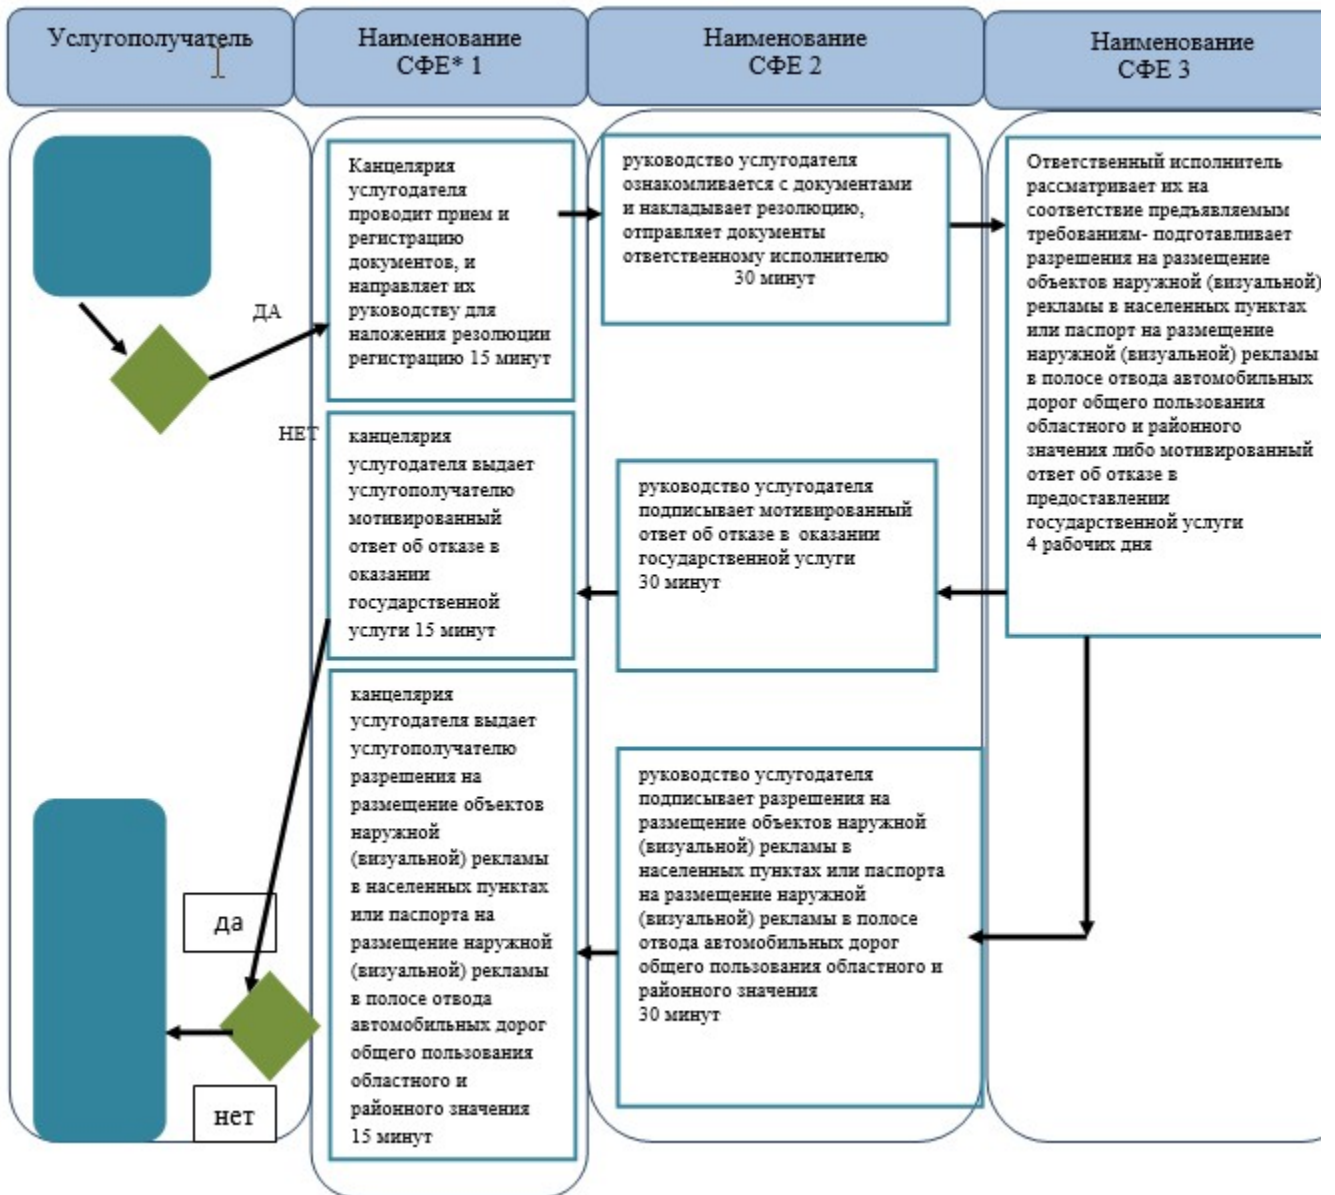 Услугополучатель
Наименование
СФЕ* 1
Наименование
СФЕ 2
Наименование
СФЕ 3
ДА
НЕТ
Канцелярия
услугодателя
проводит прием и
регистрацию
документов, и
направляет их
руководству для
наложения резолюции
регистрацию 15 минут
руководство услугодателя
ознакомливается с документами
и накладывает резолюцию,
отправляет документы
ответственному исполнителю
30 минут
Ответственный исполнитель
рассматривает их на
соответствие предъявляемым
требованиям- подготавливает
разрешения на размещение
объектов наружной (визуальной)
рекламы в населенных пунктах
или паспорт на размещение
наружной (визуальной) рекламы
в полосе отвода автомобильных
дорог общего пользования
областного и районного
значения либо мотивированный
ответ об отказе в
предоставлении
государственной услуги
4 рабочих дня
канцелярия
услугодателя выдает
услугополучателю
мотивированный
ответ об отказе в
оказании
государственной
услуги 15 минут
руководство услугодателя
подписывает мотивированный
ответ об отказе в оказании
государственной услуги
30 минут
канцелярия
услугодателя выдает
услугополучателю
разрешения на
размещение объектов
наружной
(визуальной) рекламы
в населенных пунктах
или паспорта на
размещение наружной
(визуальной) рекламы
в полосе отвода
автомобильных дорог
общего пользования
областного и
районного значения
15 минут
руководство услугодателя
подписывает разрешения на
размещение объектов наружной
(визуальной) рекламы в
населенных пунктах или паспорта
на размещение наружной
(визуальной) рекламы в полосе
отвода автомобильных дорог
общего пользования областного и
районного значения
30 минут
да
нет